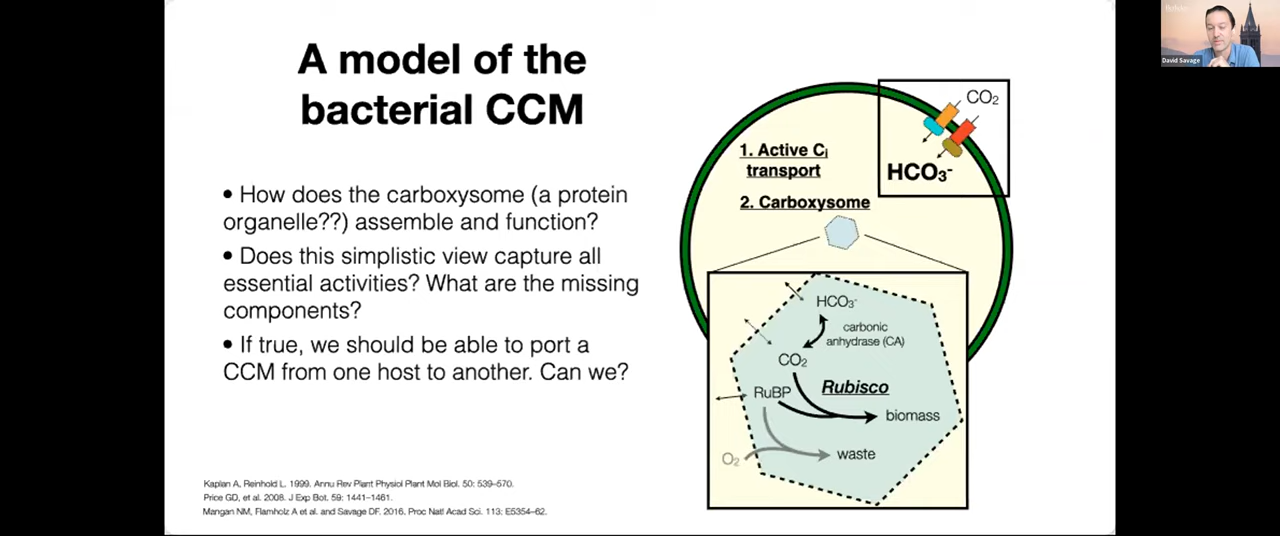 A model of the
bacterial CCM
• How does the carboxysome (a protein
organelle??) assemble and function?
• Does this simplistic view capture all
essential activities? What are the missing
components?
• If true, we should be able to port a
CCM from one host to another. Can we?
Kaplan A, Reinhold L. 1999. Annu Rev Plant Physiol Plant Mol Biol. 50: 539–570.
Price GD, et al. 2008. J Exp Bot. 59: 1441–1461.
Mangan NM, Flamholz A et al. and Savage DF. 2016. Proc Natl Acad Sci. 113: E5354–62.
1. Active Ci
transport
2. Carboxysome
CO2
HCO3-
HCO3-
carbonic
anhydrase (CA)
CO2
RuBP
Rubisco
biomass
O2
waste
David Savage